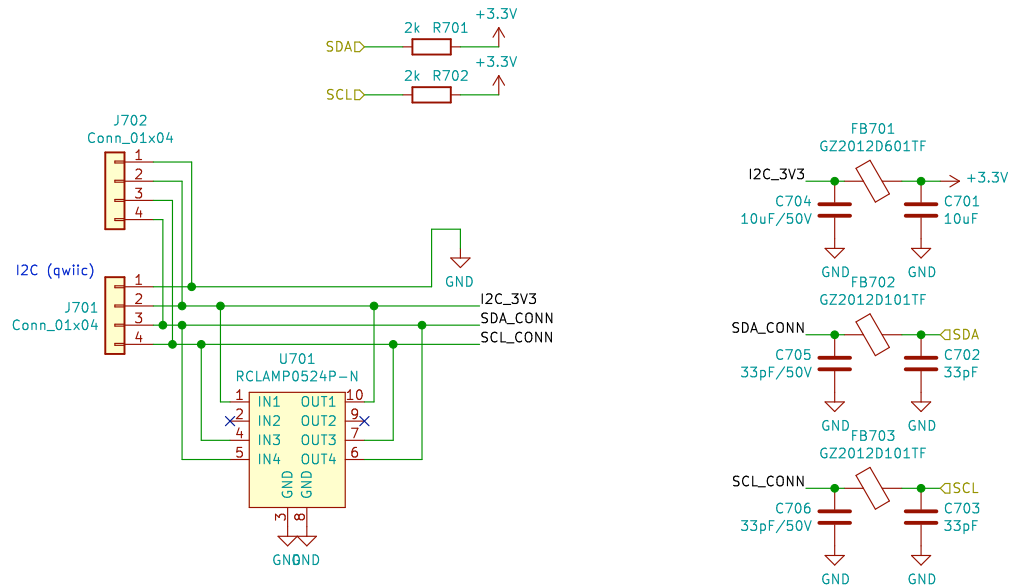 +3.3V
2k R701
SDA
+3.3V
2k R702
SCL
J702
Conn_01x04
1
2
3
4
I2C (qwiic)
J701
Conn_01x04
1
2
3
4
GND
I2C_3V3
SDA_CONN
SCL_CONN
U701
RCLAMP0524P-N
1 IN1 OUT1 10
2 IN2 OUT2 9
4 IN3 OUT3 7
5 IN4 OUT4 6
GND GND
3 8
GND GND
FB701
GZ2012D601TF
I2C_3V3 +3.3V
C704 C701
10uF/50V 10uF
GND GND
FB702
GZ2012D101TF
SDA_CONN SDA
C705 C702
33pF/50V 33pF
GND GND
FB703
GZ2012D101TF
SCL_CONN SCL
C706 C703
33pF/50V 33pF
GND GND